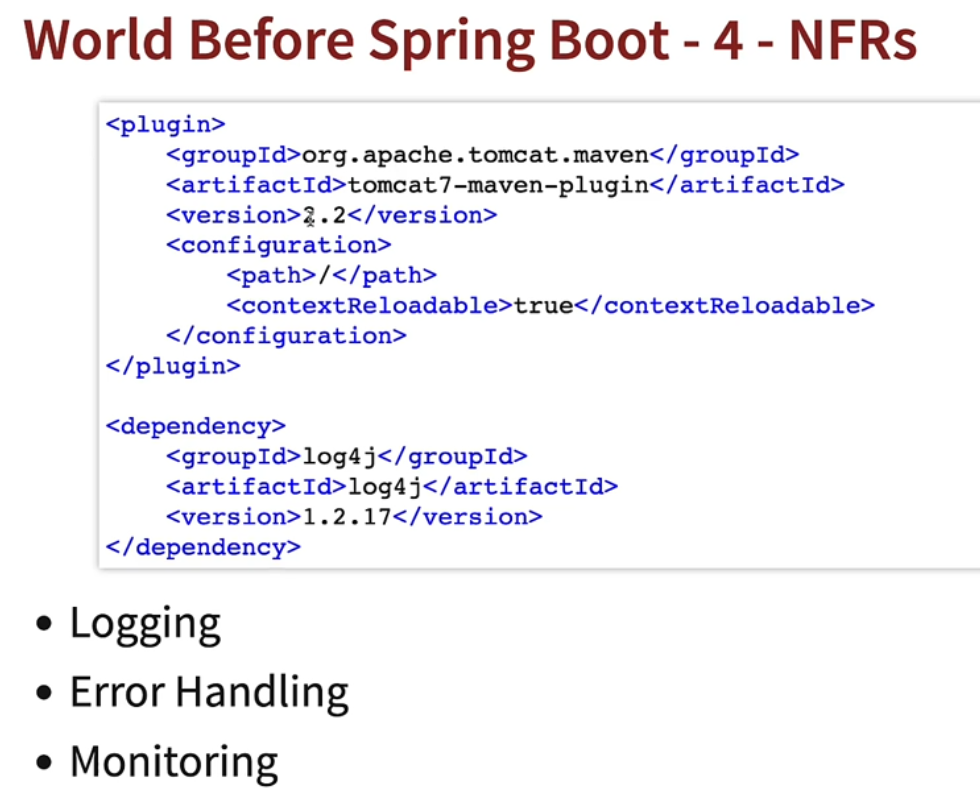 World Before Spring Boot - 4 - NFRs
<plugin>
    <groupId>org.apache.tomcat.maven</groupId>
    <artifactId>tomcat7-maven-plugin</artifactId>
    <version>2.2</version>
    <configuration>
        <path>/</path>
        <contextReloadable>true</contextReloadable>
    </configuration>
</plugin>
<dependency>
    <groupId>log4j</groupId>
    <artifactId>log4j</artifactId>
    <version>1.2.17</version>
</dependency>
• Logging
• Error Handling
• Monitoring